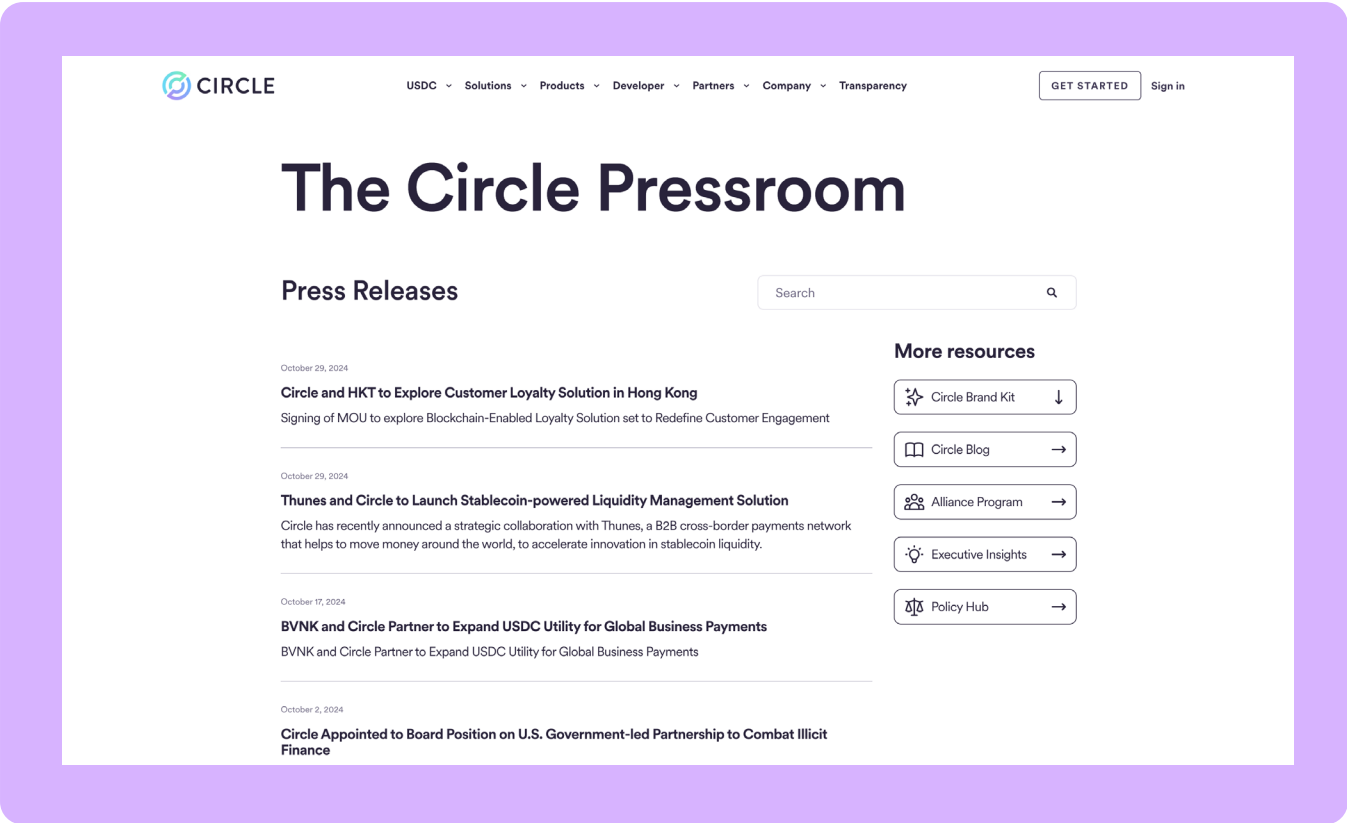 CIRCLE
USDC Solutions Products Developer Partners Company Transparency
GET STARTED Sign in
The Circle Pressroom
Press Releases
Search
October 29, 2024
Circle and HKT to Explore Customer Loyalty Solution in Hong Kong
Signing of MOU to explore Blockchain-Enabled Loyalty Solution set to Redefine Customer Engagement
October 29, 2024
Thunes and Circle to Launch Stablecoin-powered Liquidity Management Solution
Circle has recently announced a strategic collaboration with Thunes, a B2B cross-border payments network
that helps to move money around the world, to accelerate innovation in stablecoin liquidity.
October 17, 2024
BVNK and Circle Partner to Expand USDC Utility for Global Business Payments
BVNK and Circle Partner to Expand USDC Utility for Global Business Payments
October 2, 2024
Circle Appointed to Board Position on U.S. Government-led Partnership to Combat Illicit
Finance
More resources
Circle Brand Kit
Circle Blog
Alliance Program
Executive Insights
Policy Hub